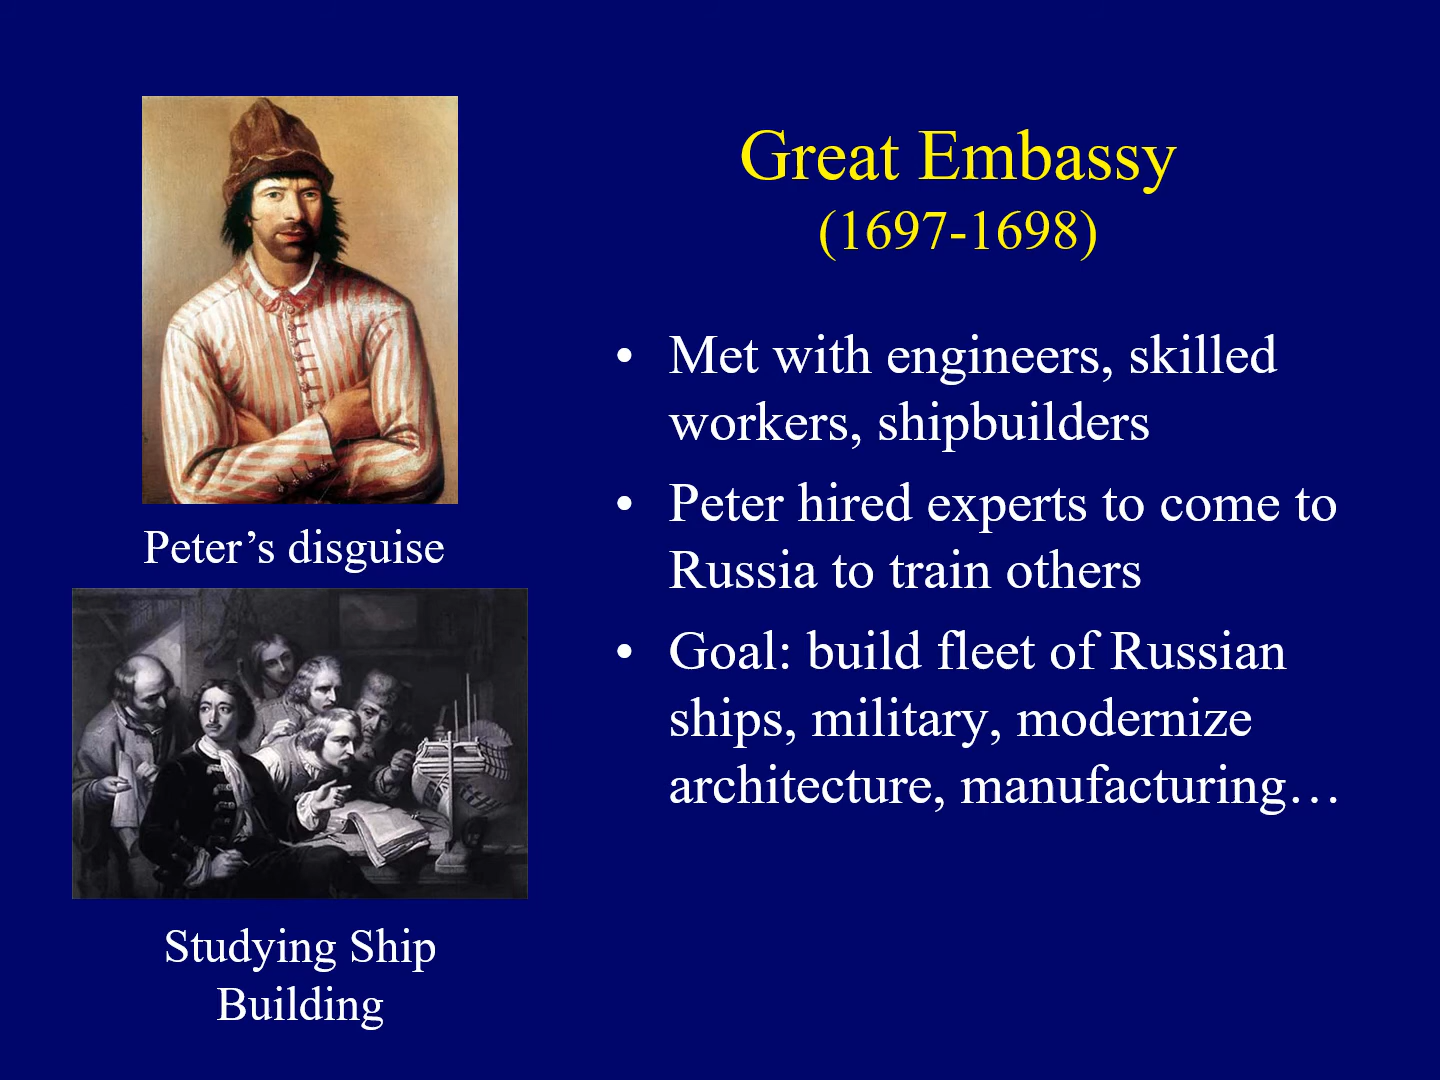 Great Embassy
(1697-1698)
• Met with engineers, skilled
workers, shipbuilders
• Peter hired experts to come to
Russia to train others
• Goal: build fleet of Russian
ships, military, modernize
architecture, manufacturing…
Peter’s disguise
Studying Ship
Building